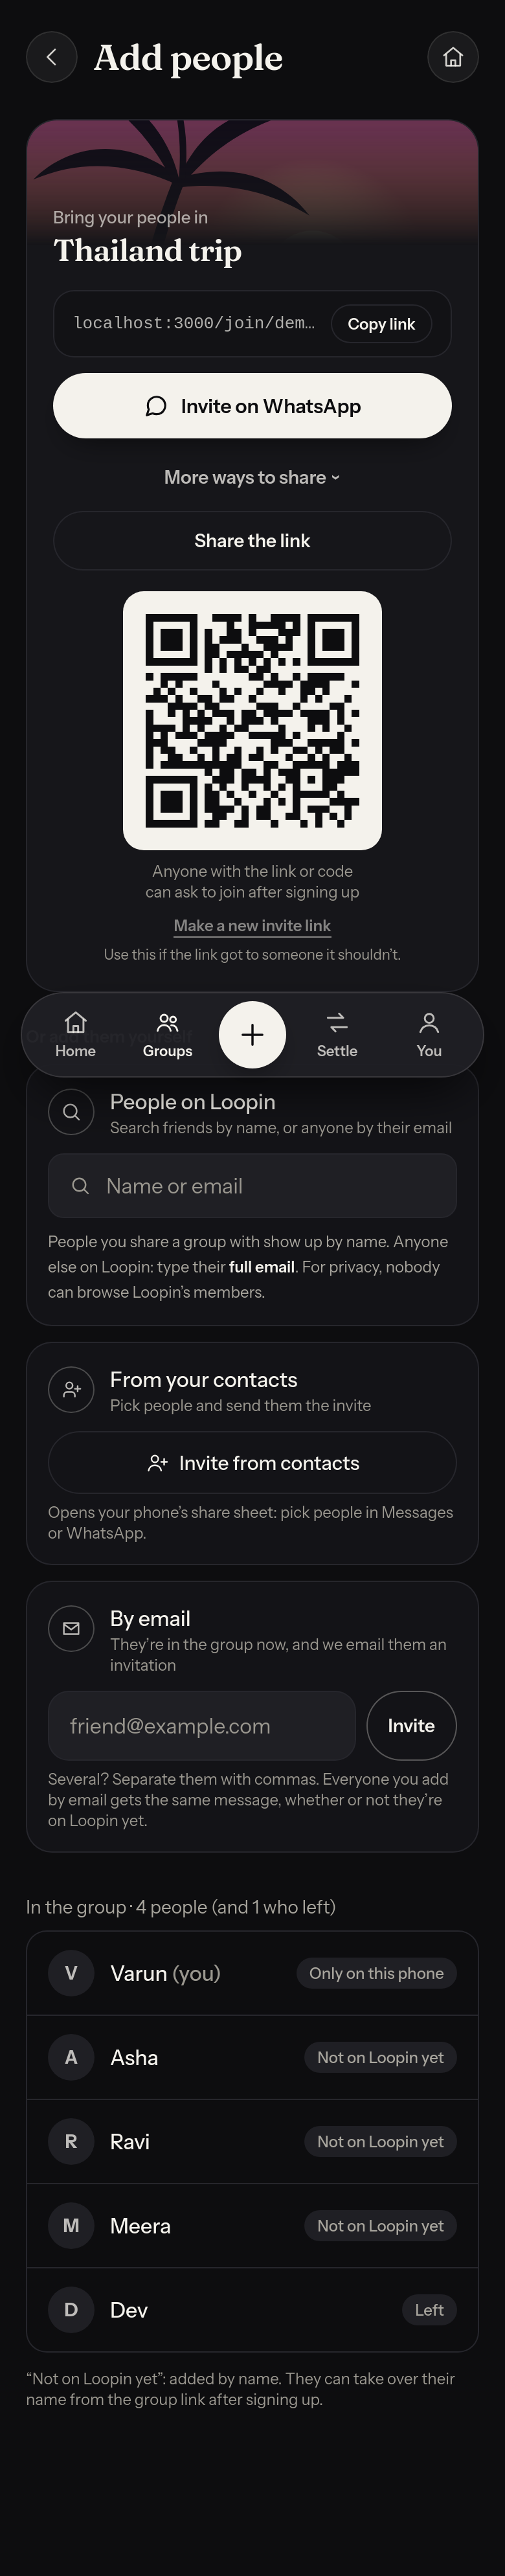 Add people
Bring your people in
Thailand trip
localhost:3000/join/dem…
Copy link
Invite on WhatsApp
More ways to share
Share the link
Anyone with the link or code
can ask to join after signing up
Make a new invite link
Use this if the link got to someone it shouldn’t.
Or add them yourself
Home
Groups
Settle
You
People on Loopin
Search friends by name, or anyone by their email
Name or email
People you share a group with show up by name. Anyone
else on Loopin: type their full email. For privacy, nobody
can browse Loopin’s members.
From your contacts
Pick people and send them the invite
Invite from contacts
Opens your phone’s share sheet: pick people in Messages
or WhatsApp.
By email
They’re in the group now, and we email them an
invitation
friend@example.com
Invite
Several? Separate them with commas. Everyone you add
by email gets the same message, whether or not they’re
on Loopin yet.
In the group · 4 people (and 1 who left)
V
Varun (you)
Only on this phone
A
Asha
Not on Loopin yet
R
Ravi
Not on Loopin yet
M
Meera
Not on Loopin yet
D
Dev
Left
“Not on Loopin yet”: added by name. They can take over their
name from the group link after signing up.